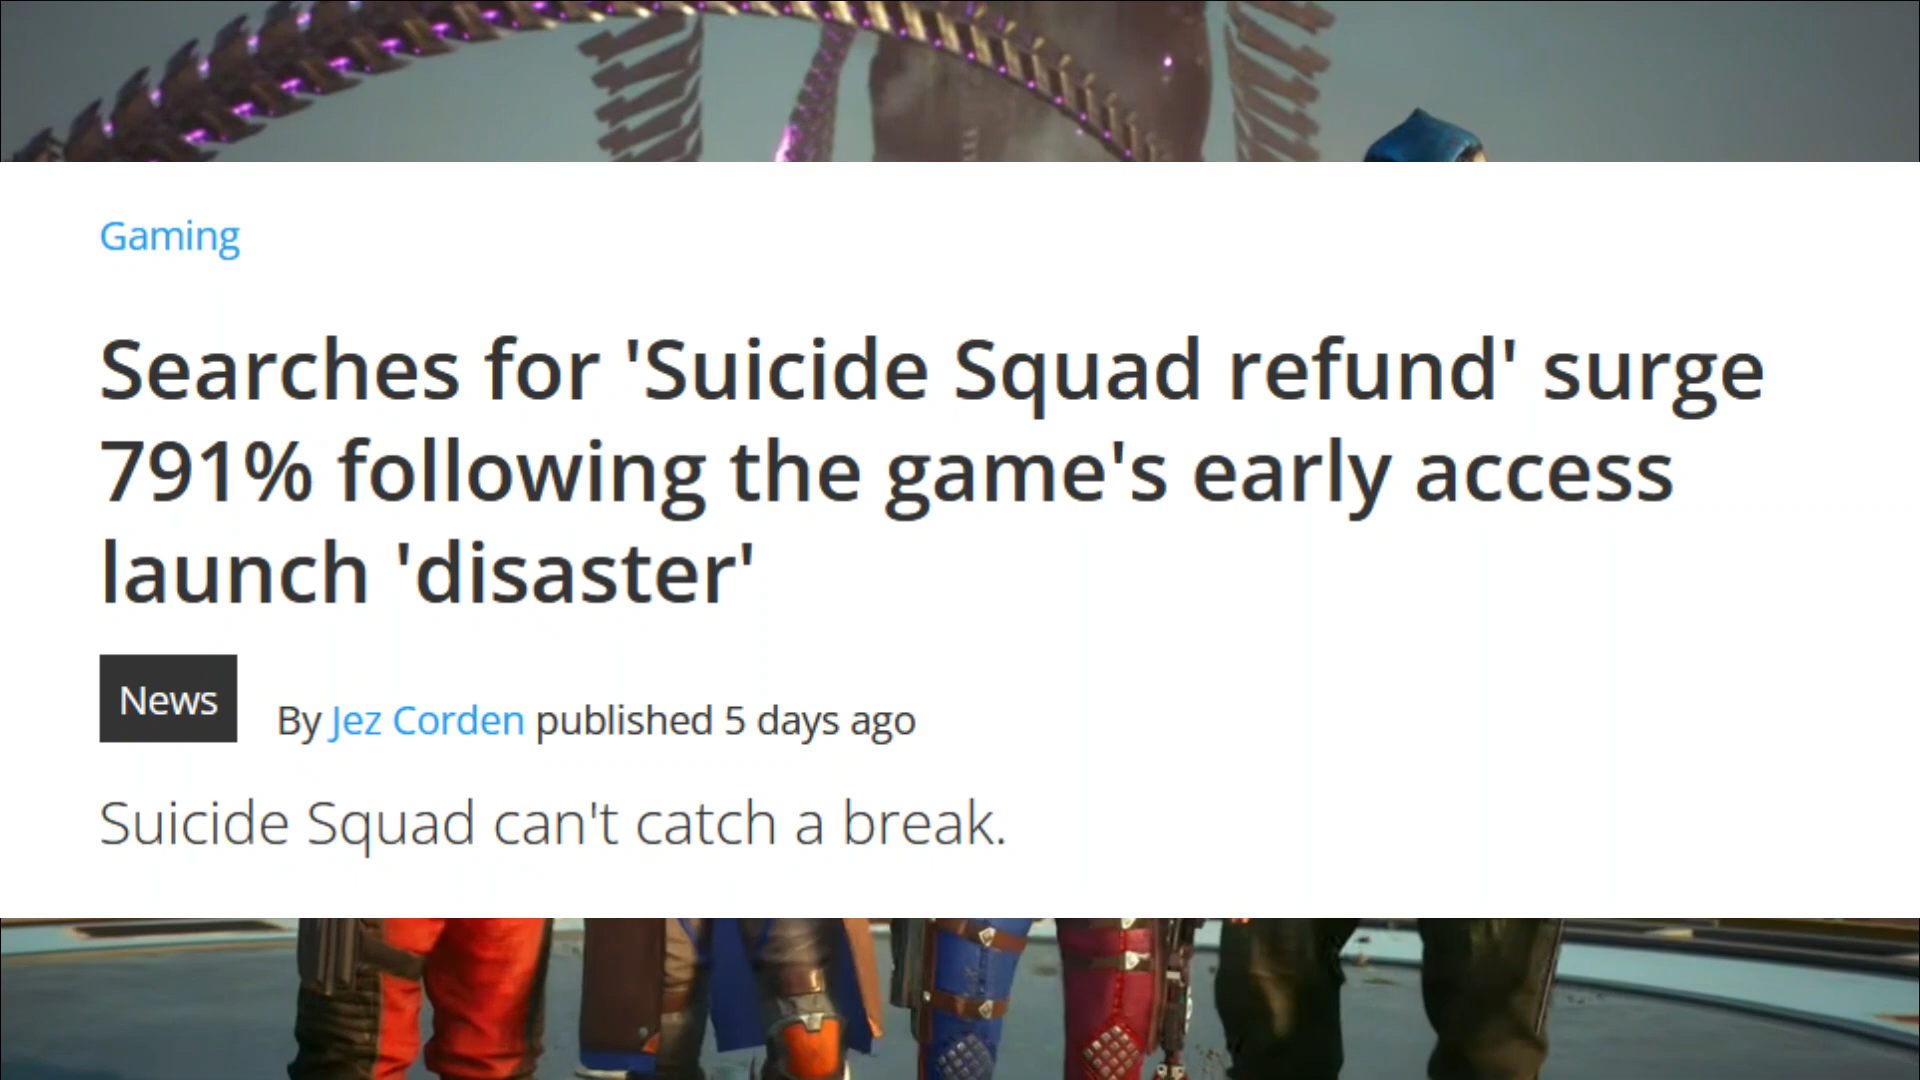 Gaming
Searches for 'Suicide Squad refund' surge
791% following the game's early access
launch 'disaster'
News
By Jez Corden published 5 days ago
Suicide Squad can't catch a break.